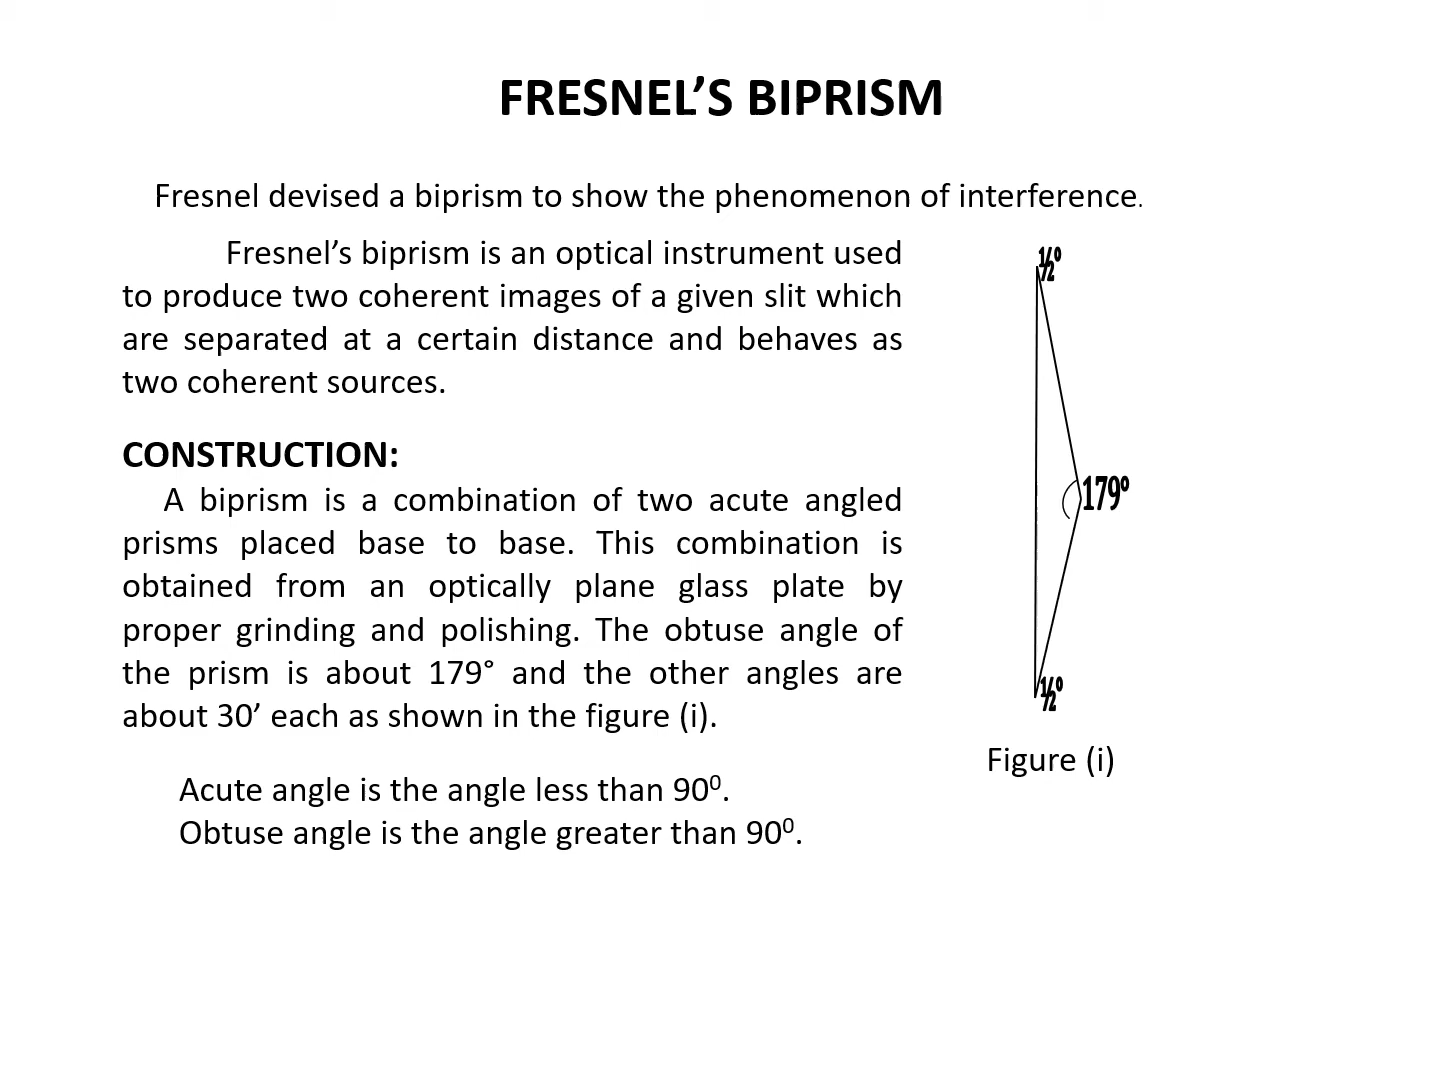 FRESNEL’S BIPRISM
Fresnel devised a biprism to show the phenomenon of interference.
Fresnel’s biprism is an optical instrument used
to produce two coherent images of a given slit which
are separated at a certain distance and behaves as
two coherent sources.
CONSTRUCTION:
A biprism is a combination of two acute angled
prisms placed base to base. This combination is
obtained from an optically plane glass plate by
proper grinding and polishing. The obtuse angle of
the prism is about 179° and the other angles are
about 30’ each as shown in the figure (i).
Acute angle is the angle less than 90⁰.
Obtuse angle is the angle greater than 90⁰.
½º
179º
½º
Figure (i)